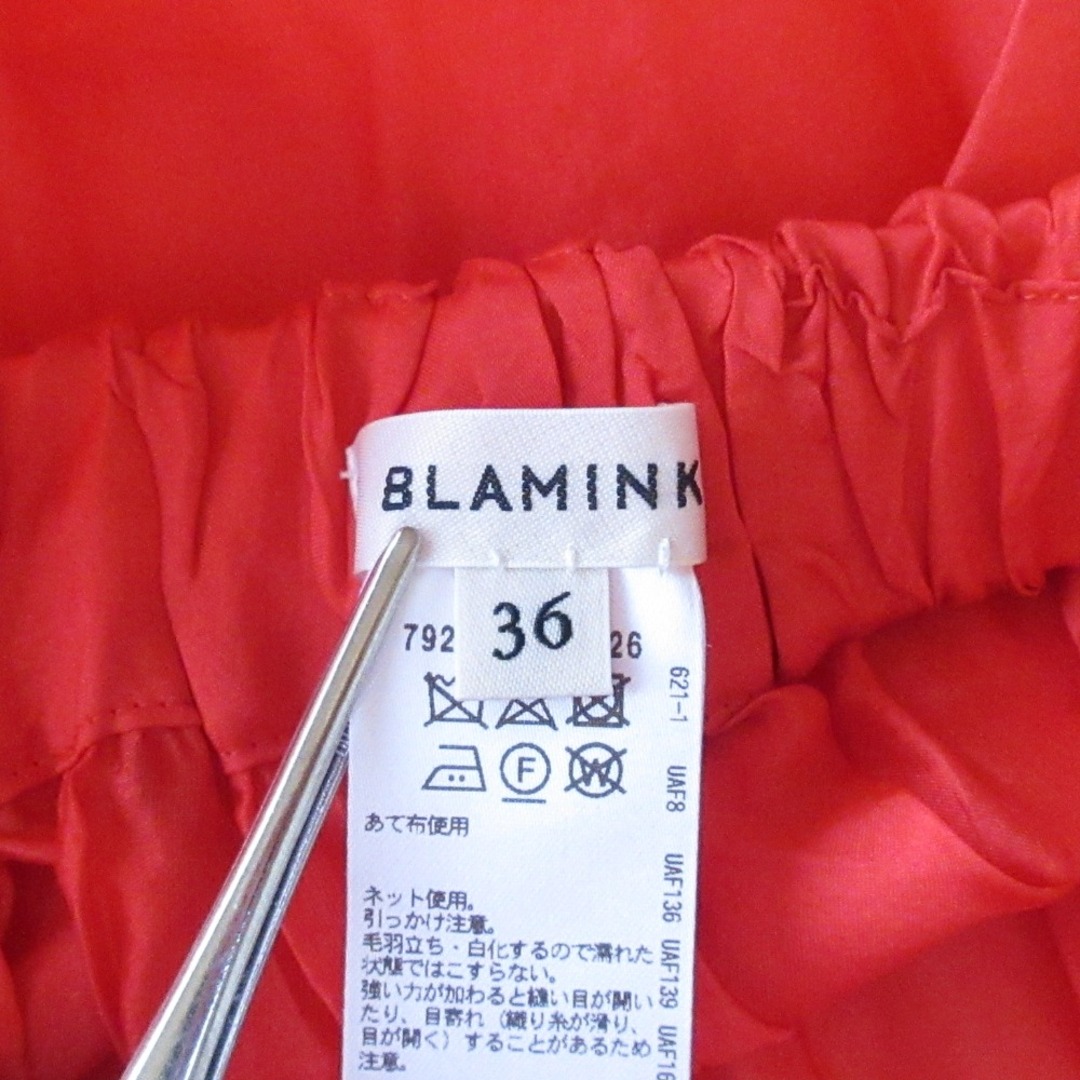 BLAMINK
36
792 26
F W
あて布使用
ネット使用。
引っかけ注意。
毛羽立ち・白化するので濡れた
状態ではこすらない。
強い力が加わると縫い目が開い
たり、目寄れ（織り糸が滑り、
目が開く）することがあるため
注意。
621-1 UAF8 UAF136 UAF139 UAF16